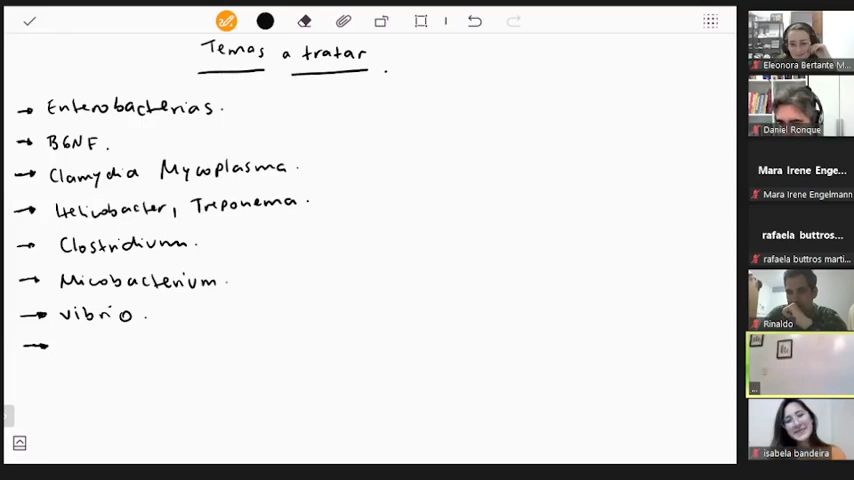 Temas a tratar.
→ Enterobacterias.
→ BGNF.
→ Clamydia Mycoplasma.
→ Helicobacter, Treponema.
→ Clostridium.
→ Micobacterium.
→ vibrio.
→
Eleonora Bertante M...
Daniel Ronque
Mara Irene Enge...
Mara Irene Engelmann
rafaela buttros...
rafaela buttros marti...
Rinaldo
...
isabela bandeira